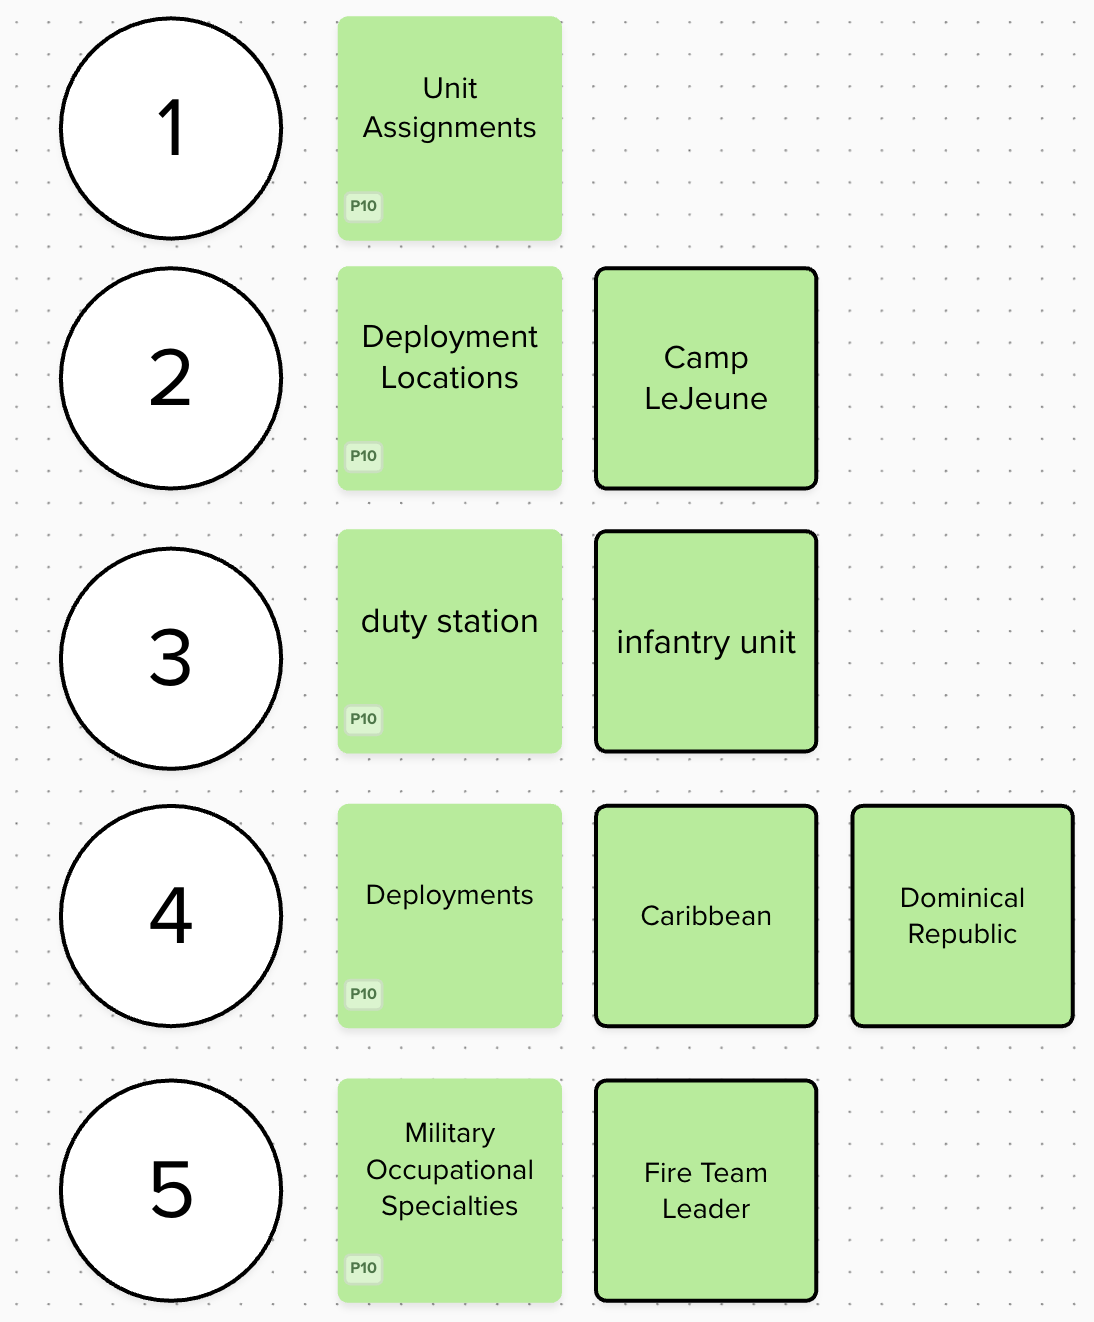 1
Unit
Assignments
P10
2
Deployment
Locations
P10
Camp
LeJeune
3
duty station
P10
infantry unit
4
Deployments
P10
Caribbean
Dominical
Republic
5
Military
Occupational
Specialties
P10
Fire Team
Leader